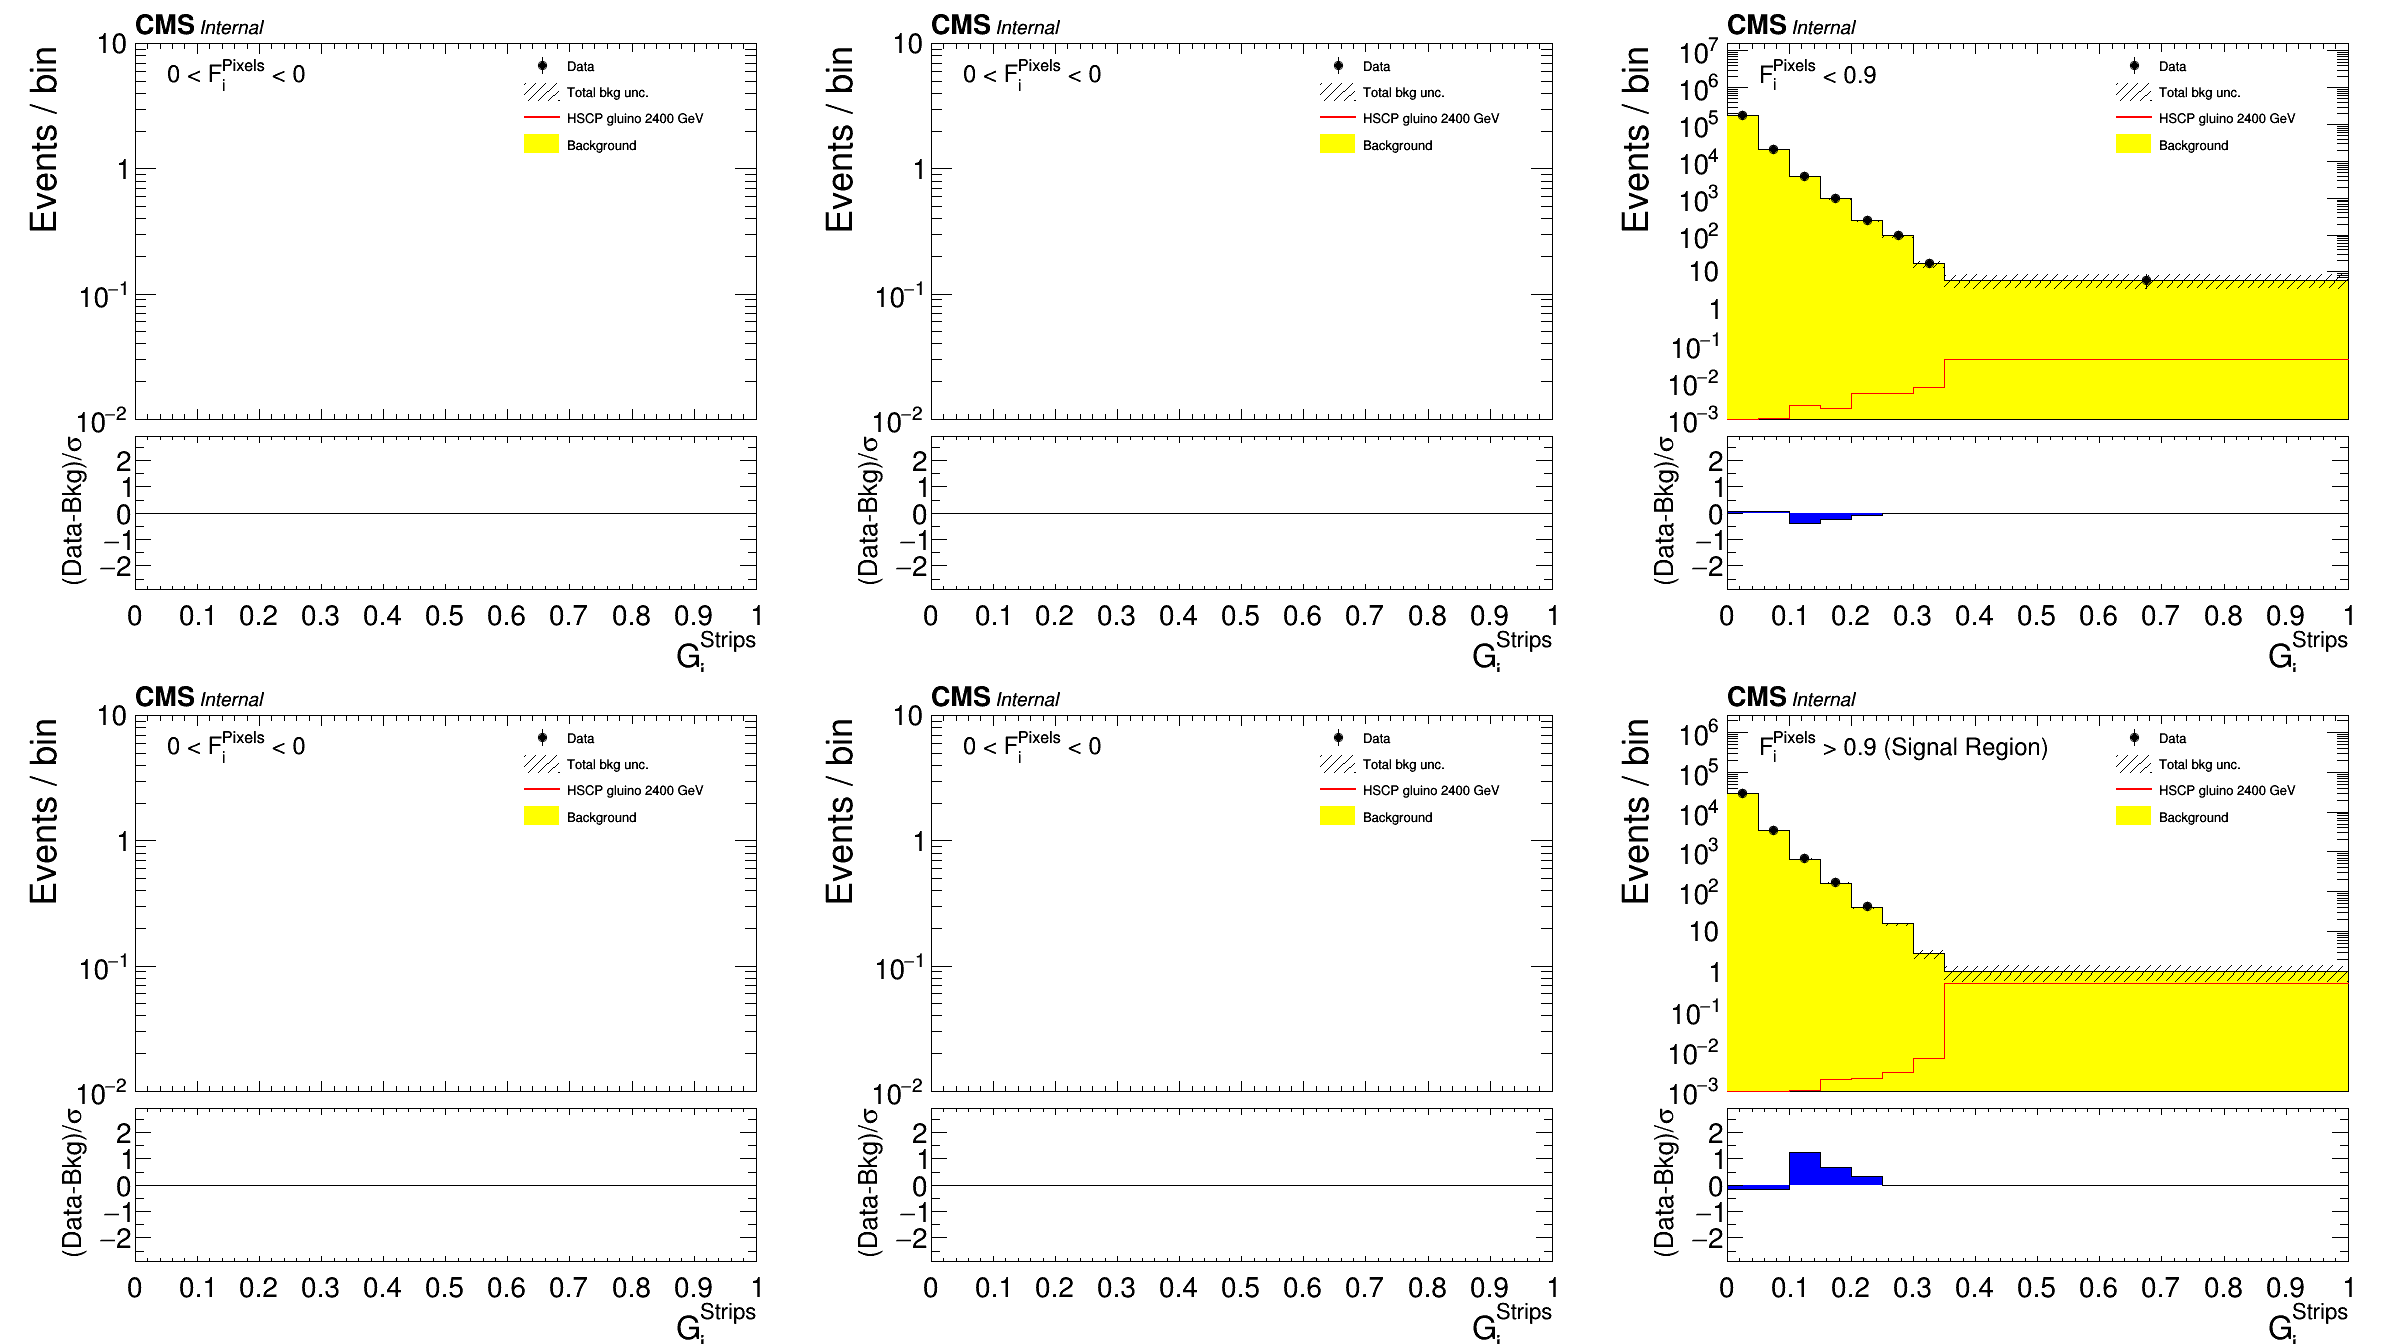 CMS Internal
Events / bin
10
1
10⁻¹
10⁻²
0 < F_i^Pixels < 0
Data
Total bkg unc.
HSCP gluino 2400 GeV
Background
(Data-Bkg)/σ
2
1
0
−1
−2
0 0.1 0.2 0.3 0.4 0.5 0.6 0.7 0.8 0.9 1
G_i^Strips
CMS Internal
Events / bin
10
1
10⁻¹
10⁻²
0 < F_i^Pixels < 0
Data
Total bkg unc.
HSCP gluino 2400 GeV
Background
(Data-Bkg)/σ
2
1
0
−1
−2
0 0.1 0.2 0.3 0.4 0.5 0.6 0.7 0.8 0.9 1
G_i^Strips
CMS Internal
Events / bin
10⁷
10⁶
10⁵
10⁴
10³
10²
10
1
10⁻¹
10⁻²
10⁻³
F_i^Pixels < 0.9
Data
Total bkg unc.
HSCP gluino 2400 GeV
Background
(Data-Bkg)/σ
2
1
0
−1
−2
0 0.1 0.2 0.3 0.4 0.5 0.6 0.7 0.8 0.9 1
G_i^Strips
CMS Internal
Events / bin
10
1
10⁻¹
10⁻²
0 < F_i^Pixels < 0
Data
Total bkg unc.
HSCP gluino 2400 GeV
Background
(Data-Bkg)/σ
2
1
0
−1
−2
0 0.1 0.2 0.3 0.4 0.5 0.6 0.7 0.8 0.9 1
G_i^Strips
CMS Internal
Events / bin
10
1
10⁻¹
10⁻²
0 < F_i^Pixels < 0
Data
Total bkg unc.
HSCP gluino 2400 GeV
Background
(Data-Bkg)/σ
2
1
0
−1
−2
0 0.1 0.2 0.3 0.4 0.5 0.6 0.7 0.8 0.9 1
G_i^Strips
CMS Internal
Events / bin
10⁶
10⁵
10⁴
10³
10²
10
1
10⁻¹
10⁻²
10⁻³
F_i^Pixels > 0.9 (Signal Region)
Data
Total bkg unc.
HSCP gluino 2400 GeV
Background
(Data-Bkg)/σ
2
1
0
−1
−2
0 0.1 0.2 0.3 0.4 0.5 0.6 0.7 0.8 0.9 1
G_i^Strips